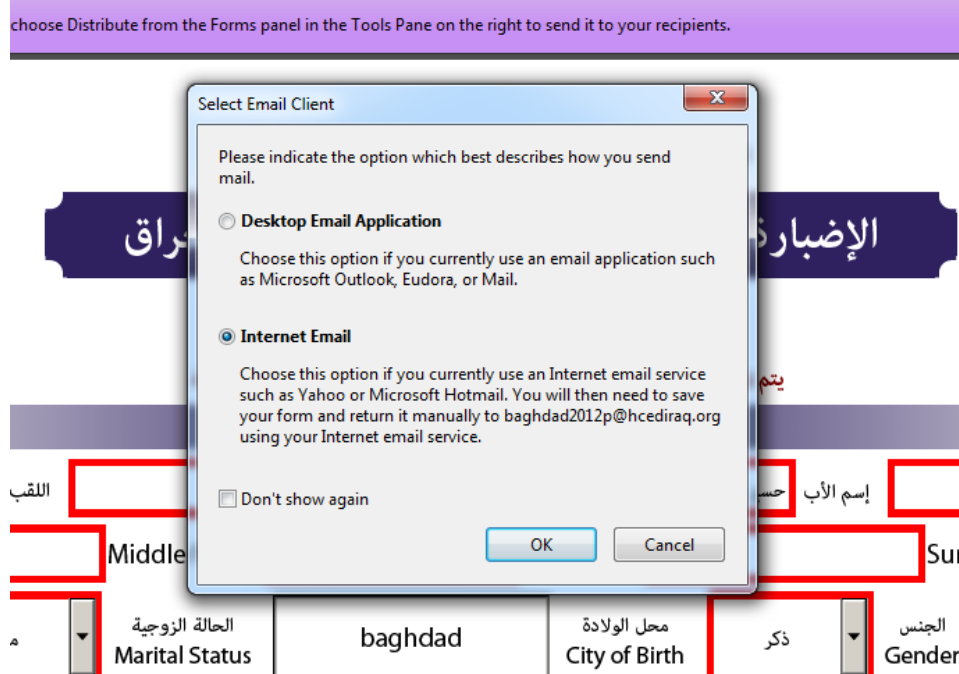 choose Distribute from the Forms panel in the Tools Pane on the right to send it to your recipients.
Select Email Client
Please indicate the option which best describes how you send
mail.
الإضبارة
Desktop Email Application
Choose this option if you currently use an email application such
as Microsoft Outlook, Eudora, or Mail.
Internet Email
Choose this option if you currently use an Internet email service
such as Yahoo or Microsoft Hotmail. You will then need to save
your form and return it manually to baghdad2012p@hcediraq.org
using your Internet email service.
يتم
Don't show again
OK Cancel
إسم الأب
اللقب
Middle
الجنس
ذكر
محل الولادة
الحالة الزوجية
Gender
City of Birth
baghdad
Marital Status